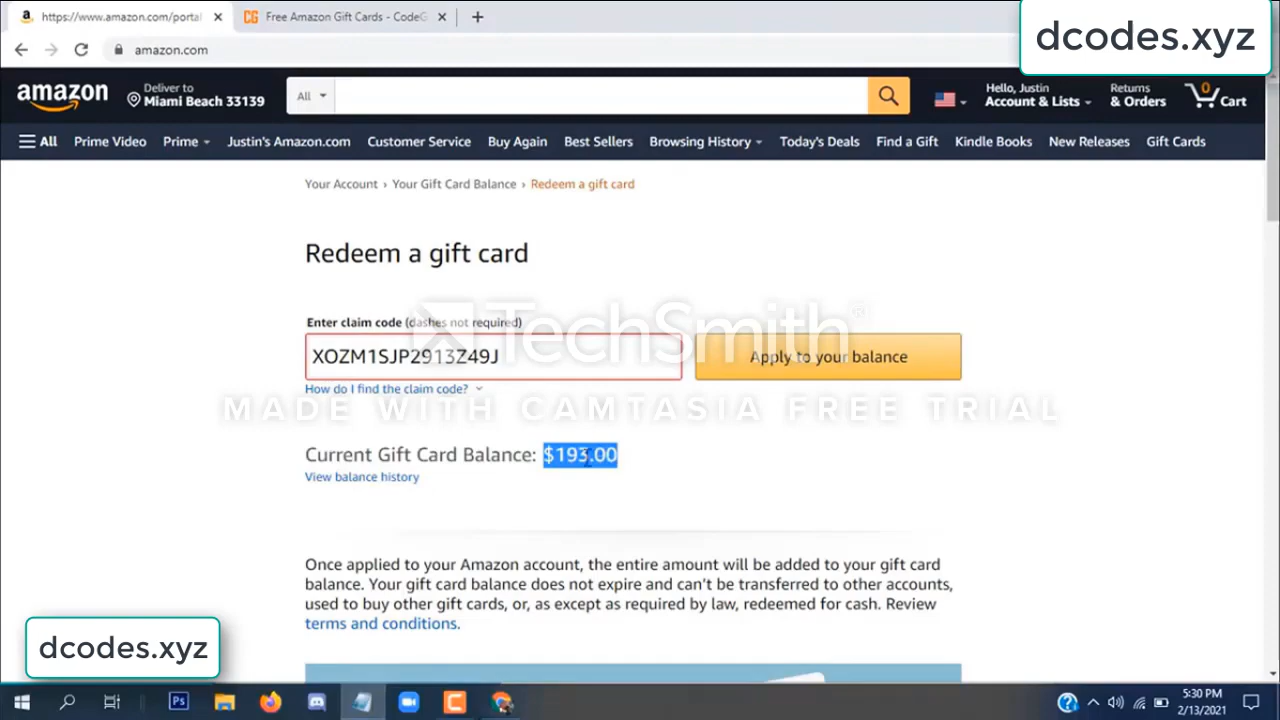 https://www.amazon.com/portal
Free Amazon Gift Cards - CodeG
dcodes.xyz
amazon.com
amazon
Deliver to
Miami Beach 33139
All
Hello, Justin
Account & Lists
Returns
& Orders
0
Cart
All
Prime Video
Prime
Justin's Amazon.com
Customer Service
Buy Again
Best Sellers
Browsing History
Today's Deals
Find a Gift
Kindle Books
New Releases
Gift Cards
Your Account › Your Gift Card Balance › Redeem a gift card
Redeem a gift card
Enter claim code (dashes not required)
XOZM1SJP2913Z49J
Apply to your balance
TechSmith®
How do I find the claim code?
MADE WITH CAMTASIA FREE TRIAL
Current Gift Card Balance: $193.00
View balance history
Once applied to your Amazon account, the entire amount will be added to your gift card
balance. Your gift card balance does not expire and can't be transferred to other accounts,
used to buy other gift cards, or, as except as required by law, redeemed for cash. Review
terms and conditions.
dcodes.xyz
Ps
5:30 PM
2/13/2021